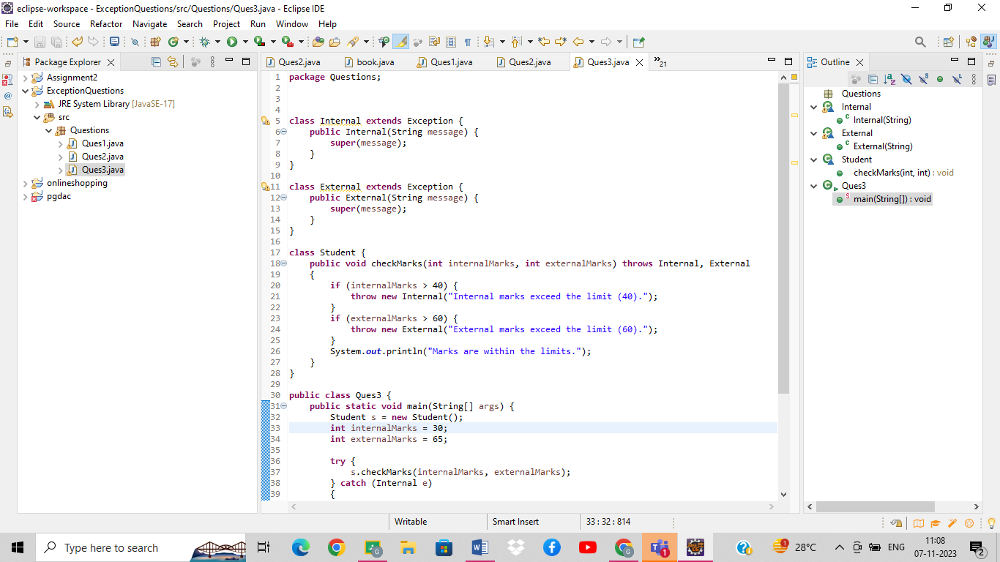 eclipse-workspace - ExceptionQuestions/src/Questions/Ques3.java - Eclipse IDE
File Edit Source Refactor Navigate Search Project Run Window Help
Package Explorer
Assignment2
ExceptionQuestions
JRE System Library [JavaSE-17]
src
Questions
Ques1.java
Ques2.java
Ques3.java
onlineshopping
pgdac
Ques2.java book.java Ques1.java Ques2.java Ques3.java »21
1 package Questions;
2
3
4
5 class Internal extends Exception {
6 public Internal(String message) {
7 super(message);
8 }
9 }
10
11 class External extends Exception {
12 public External(String message) {
13 super(message);
14 }
15 }
16
17 class Student {
18 public void checkMarks(int internalMarks, int externalMarks) throws Internal, External
19 {
20 if (internalMarks > 40) {
21 throw new Internal("Internal marks exceed the limit (40).");
22 }
23 if (externalMarks > 60) {
24 throw new External("External marks exceed the limit (60).");
25 }
26 System.out.println("Marks are within the limits.");
27 }
28 }
29
30 public class Ques3 {
31 public static void main(String[] args) {
32 Student s = new Student();
33 int internalMarks = 30;
34 int externalMarks = 65;
35
36 try {
37 s.checkMarks(internalMarks, externalMarks);
38 } catch (Internal e)
39 {
Outline
Questions
Internal
Internal(String)
External
External(String)
Student
checkMarks(int, int) : void
Ques3
main(String[]) : void
Writable Smart Insert 33 : 32 : 814
Type here to search
28°C ENG 11:08
07-11-2023
2